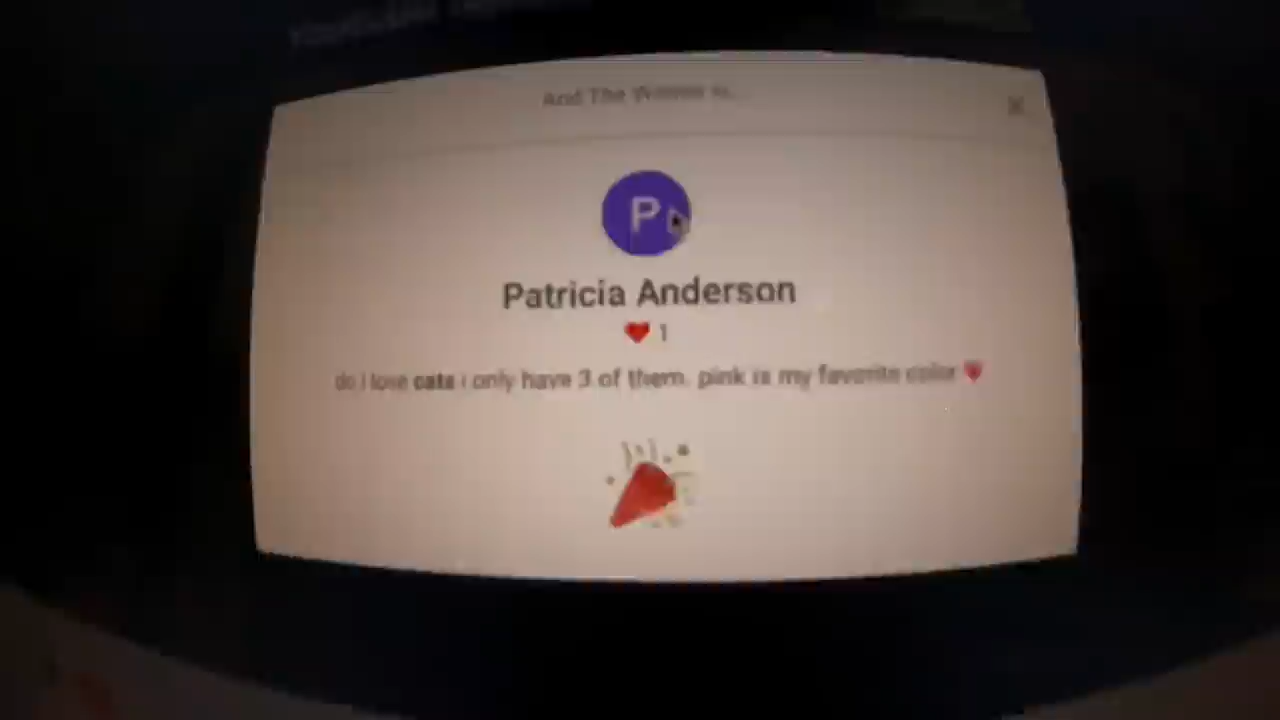 And The Winner is...
P
Patricia Anderson
1
do i love cats i only have 3 of them. pink is my favorite color